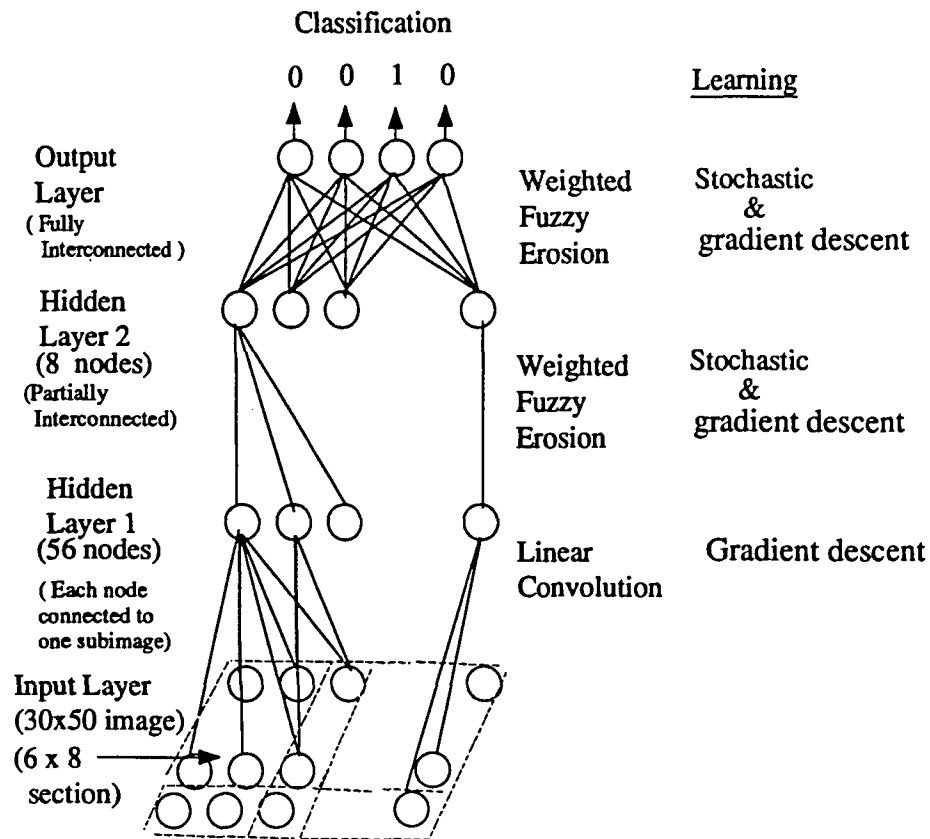 Classification
0 0 1 0
Learning
Output
Layer
( Fully
Interconnected )
Weighted
Fuzzy
Erosion
Stochastic
&
gradient descent
Hidden
Layer 2
(8 nodes)
(Partially
Interconnected)
Weighted
Fuzzy
Erosion
Stochastic
&
gradient descent
Hidden
Layer 1
(56 nodes)
( Each node
connected to
one subimage)
Linear
Convolution
Gradient descent
Input Layer
(30x50 image)
(6 x 8
section)